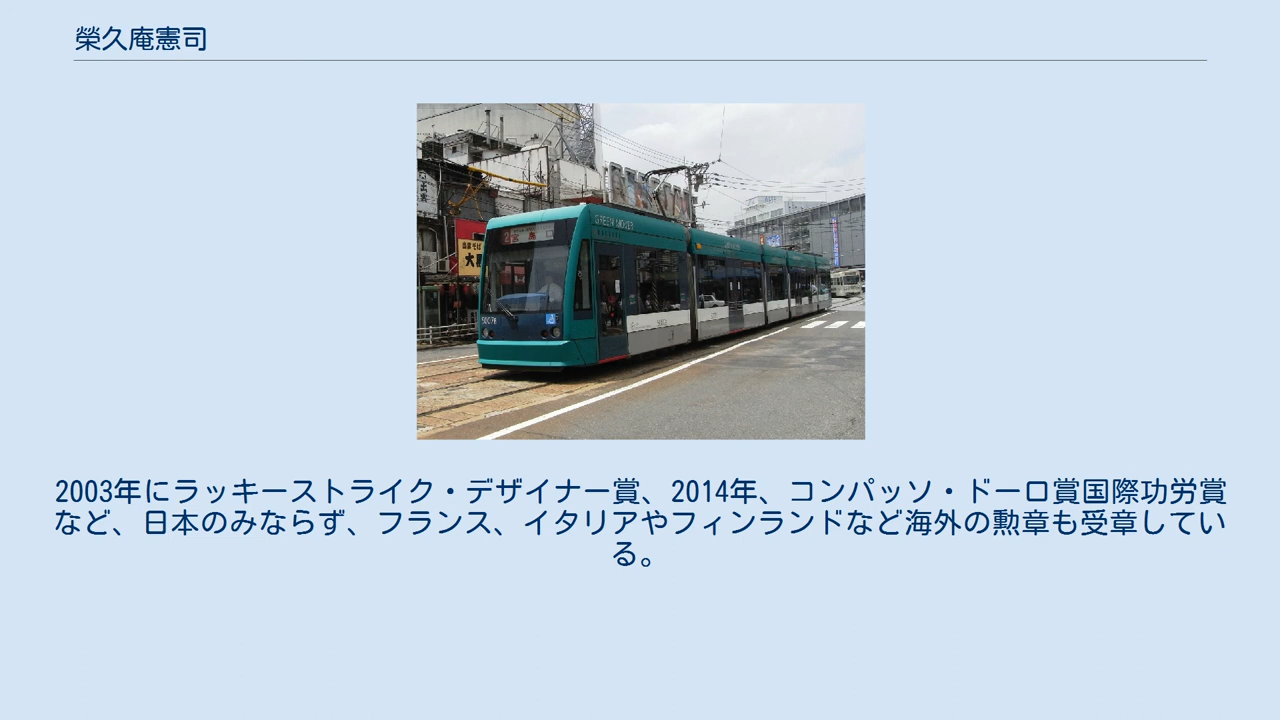 榮久庵憲司
GREEN MOVER
大
2003年にラッキーストライク・デザイナー賞、2014年、コンパッソ・ドーロ賞国際功労賞
など、日本のみならず、フランス、イタリアやフィンランドなど海外の勲章も受章してい
る。